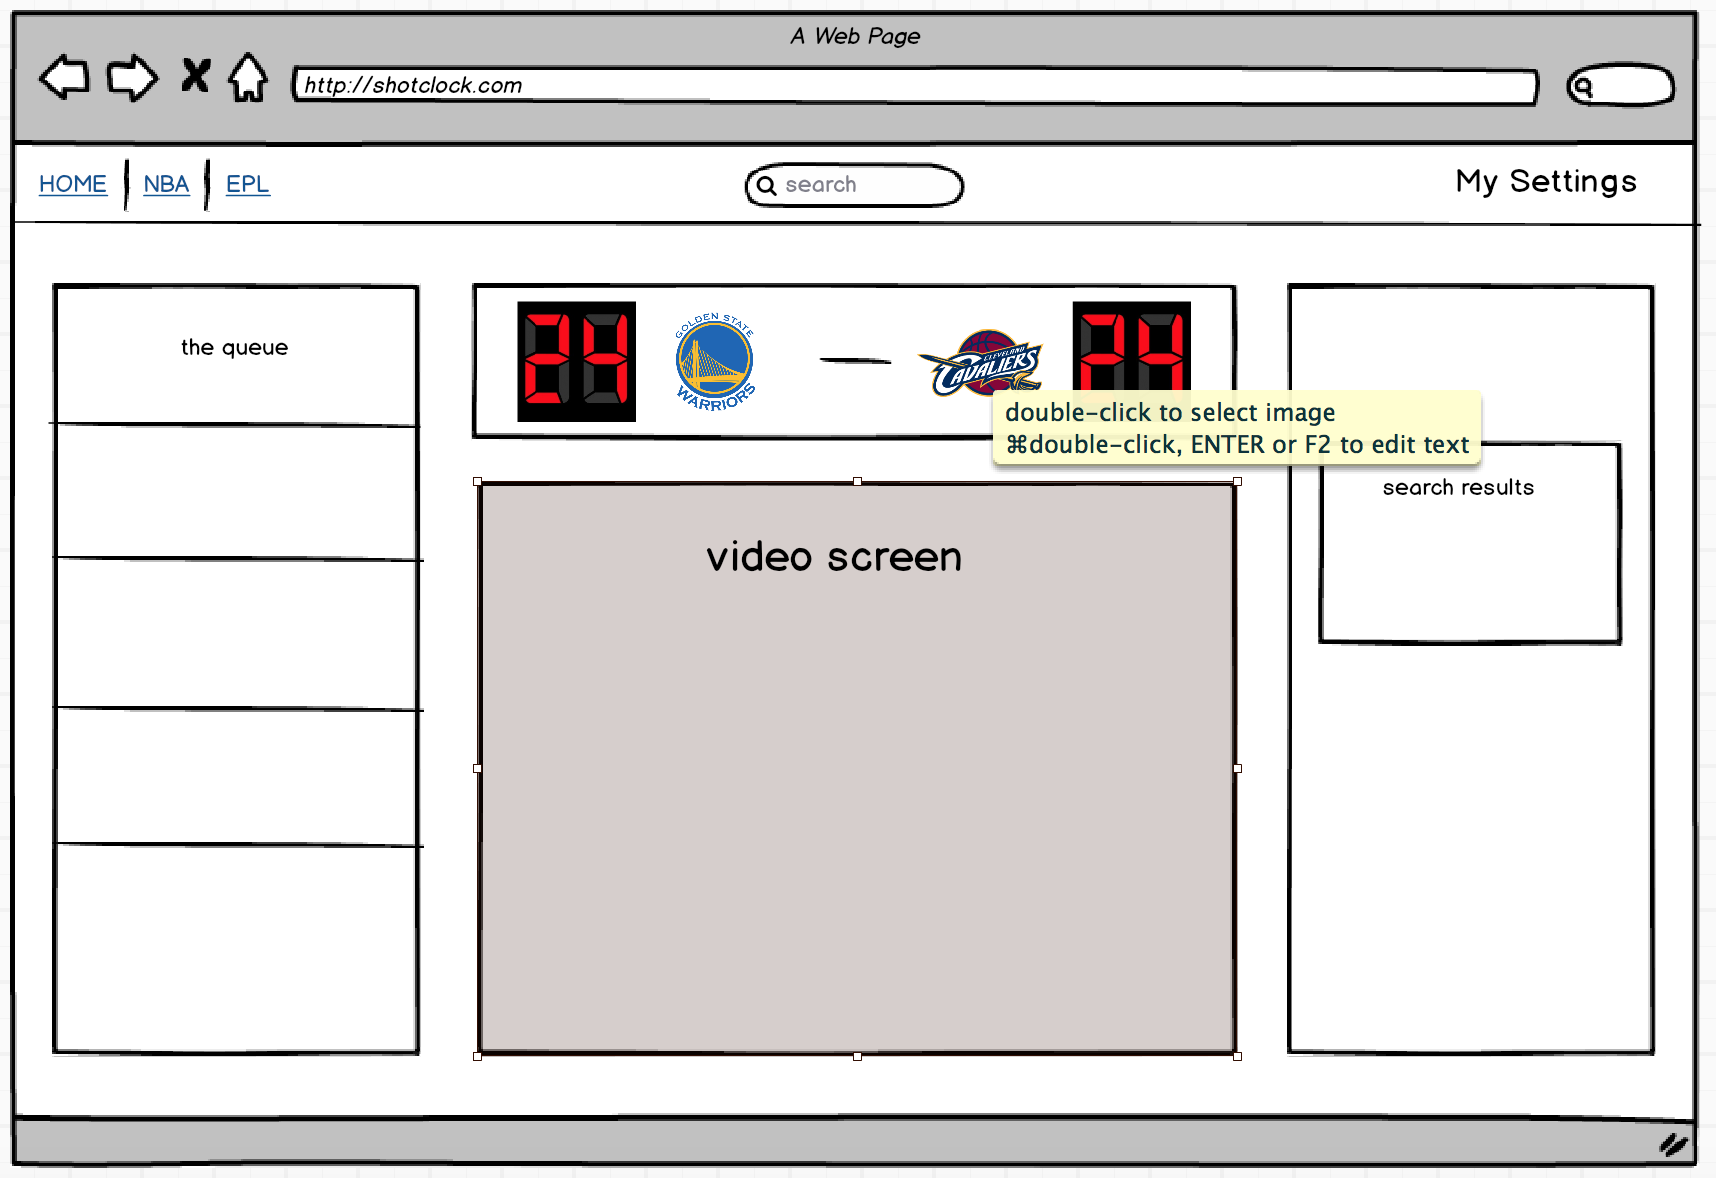 A Web Page
http://shotclock.com
HOME NBA EPL
search
My Settings
the queue
24
GOLDEN STATE
WARRIORS
CLEVELAND
CAVALIERS
24
double-click to select image
⌘double-click, ENTER or F2 to edit text
search results
video screen